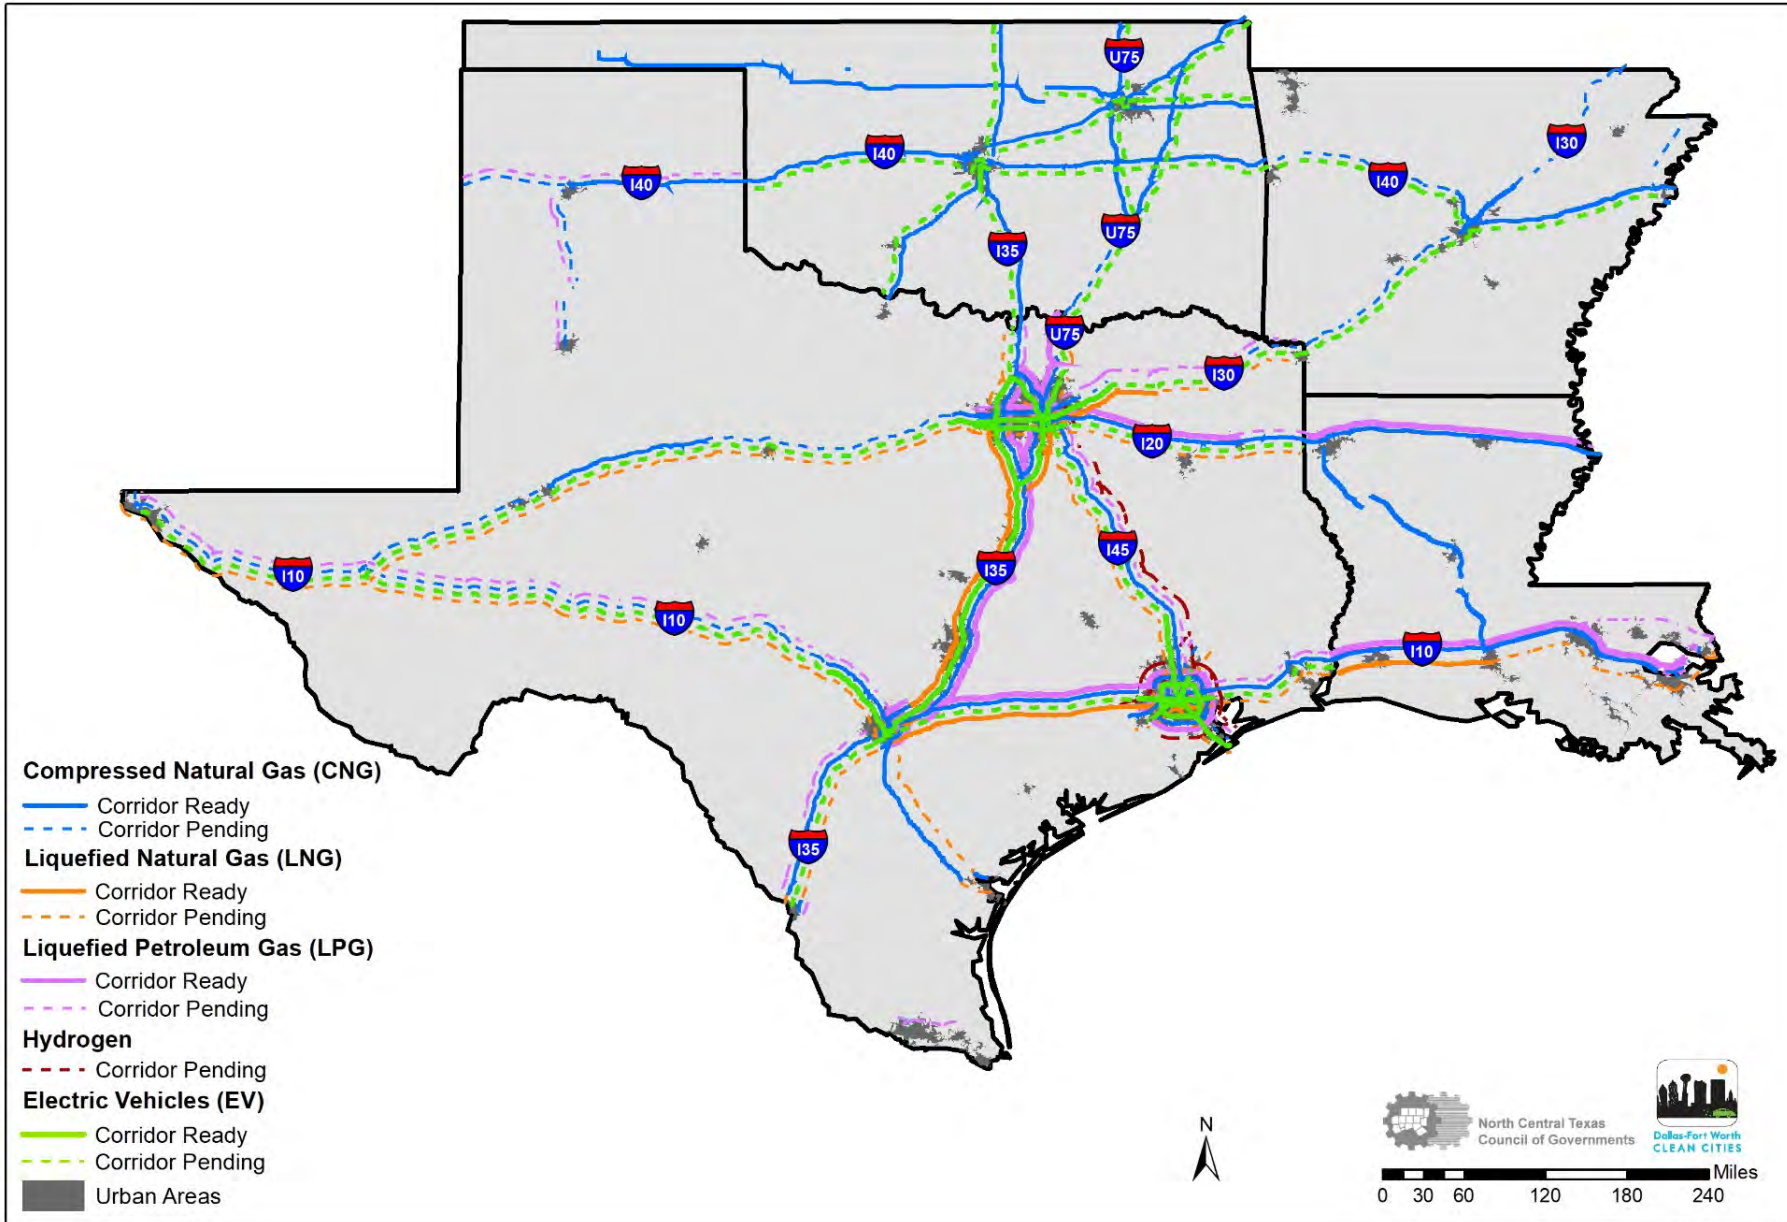 U75
I30
I40
I40
I40
U75
I35
U75
I30
I20
I45
I35
I10
I10
I10
I35
Compressed Natural Gas (CNG)
Corridor Ready
Corridor Pending
Liquefied Natural Gas (LNG)
Corridor Ready
Corridor Pending
Liquefied Petroleum Gas (LPG)
Corridor Ready
Corridor Pending
Hydrogen
Corridor Pending
Electric Vehicles (EV)
Corridor Ready
Corridor Pending
Urban Areas
N
North Central Texas
Council of Governments
Dallas-Fort Worth
CLEAN CITIES
Miles
0 30 60 120 180 240